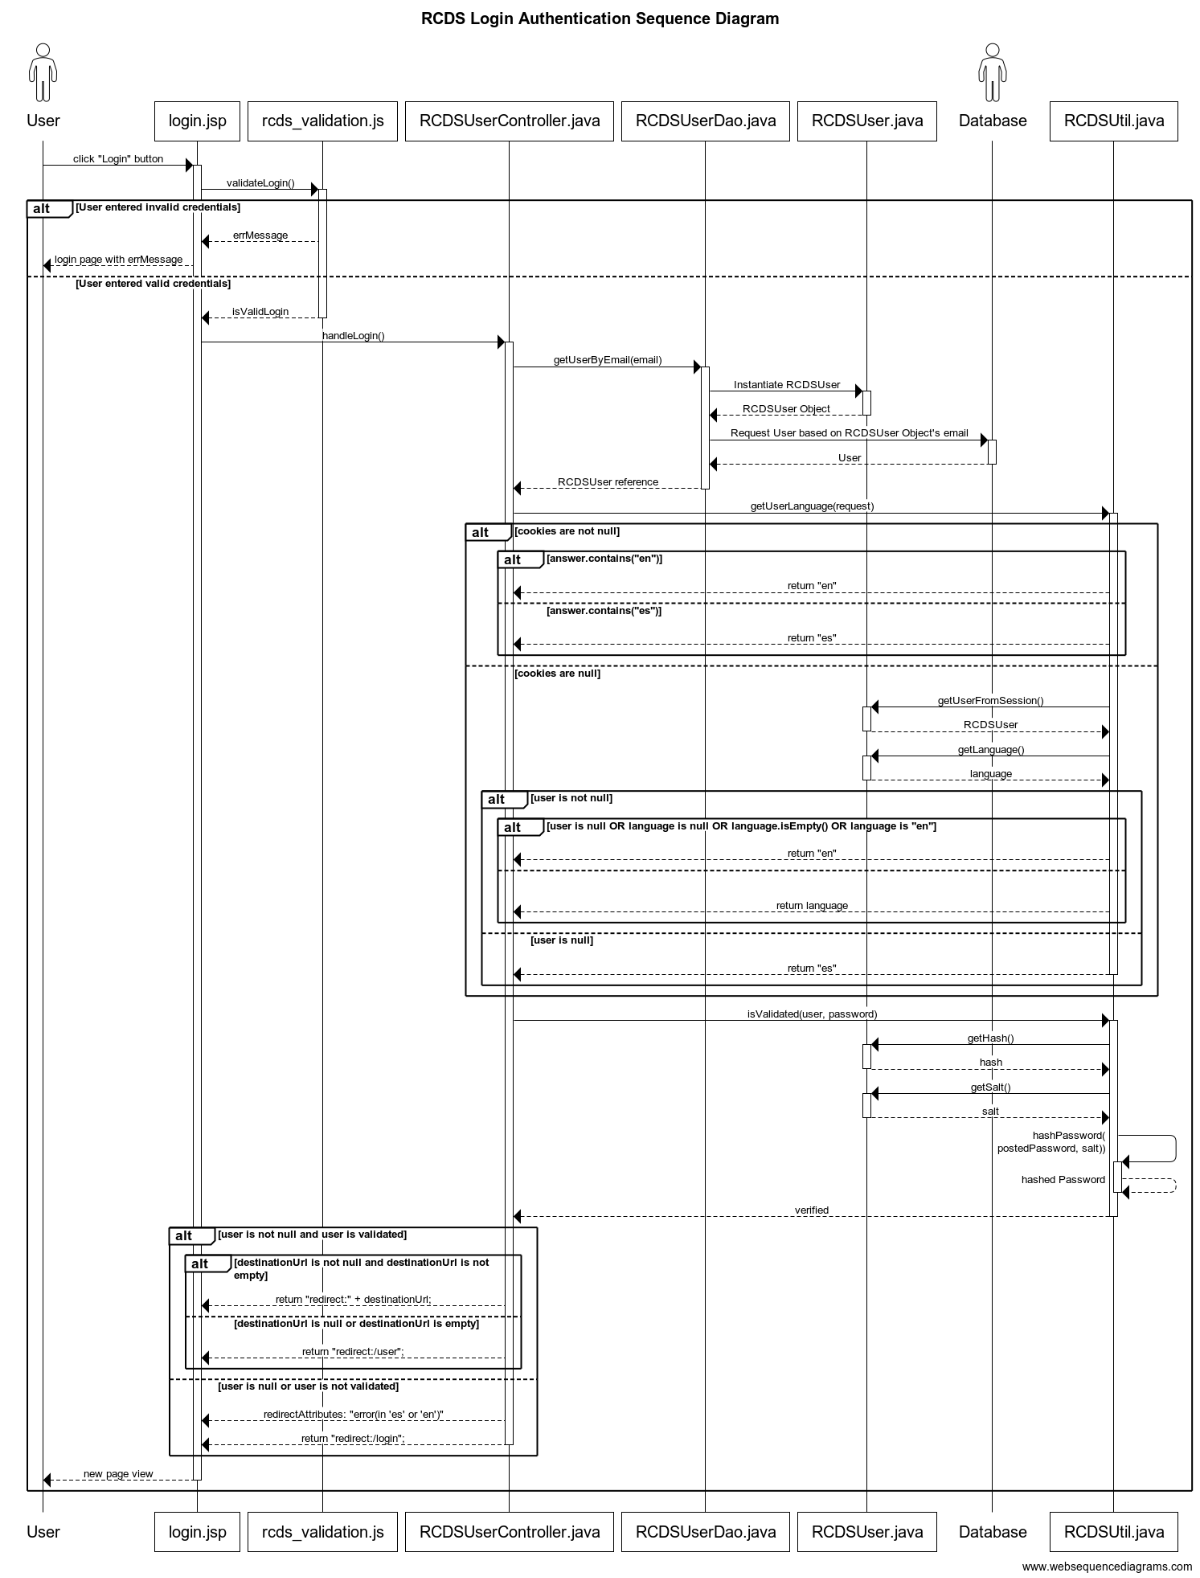 RCDS Login Authentication Sequence Diagram
User
login.jsp
rcds_validation.js
RCDSUserController.java
RCDSUserDao.java
RCDSUser.java
Database
RCDSUtil.java
click "Login" button
validateLogin()
alt
[User entered invalid credentials]
errMessage
login page with errMessage
[User entered valid credentials]
isValidLogin
handleLogin()
getUserByEmail(email)
Instantiate RCDSUser
RCDSUser Object
Request User based on RCDSUser Object's email
User
RCDSUser reference
getUserLanguage(request)
alt
[cookies are not null]
alt
[answer.contains("en")]
return "en"
[answer.contains("es")]
return "es"
[cookies are null]
getUserFromSession()
RCDSUser
getLanguage()
language
alt
[user is not null]
alt
[user is null OR language is null OR language.isEmpty() OR language is "en"]
return "en"
return language
[user is null]
return "es"
isValidated(user, password)
getHash()
hash
getSalt()
salt
hashPassword(
postedPassword, salt))
hashed Password
verified
alt
[user is not null and user is validated]
alt
[destinationUrl is not null and destinationUrl is not
empty]
return "redirect:" + destinationUrl;
[destinationUrl is null or destinationUrl is empty]
return "redirect:/user";
[user is null or user is not validated]
redirectAttributes: "error(in 'es' or 'en')"
return "redirect:/login";
new page view
User
login.jsp
rcds_validation.js
RCDSUserController.java
RCDSUserDao.java
RCDSUser.java
Database
RCDSUtil.java
www.websequencediagrams.com